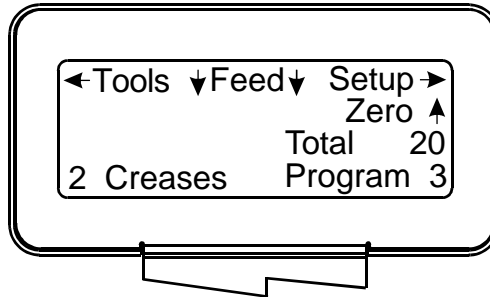 ←Tools ↓Feed↓ Setup→
Zero ↑
Total 20
2 Creases Program 3